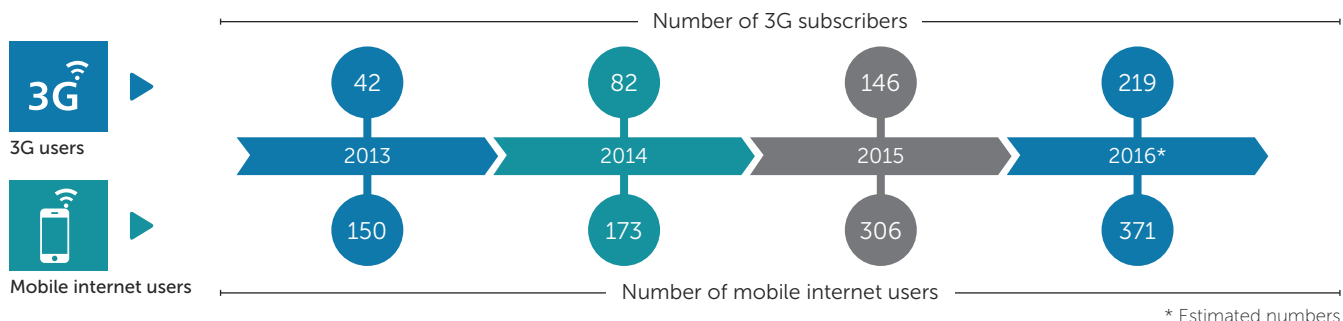 Number of 3G subscribers
3G
3G users
42 82 146 219
2013 2014 2015 2016*
150 173 306 371
Mobile internet users
Number of mobile internet users
* Estimated numbers